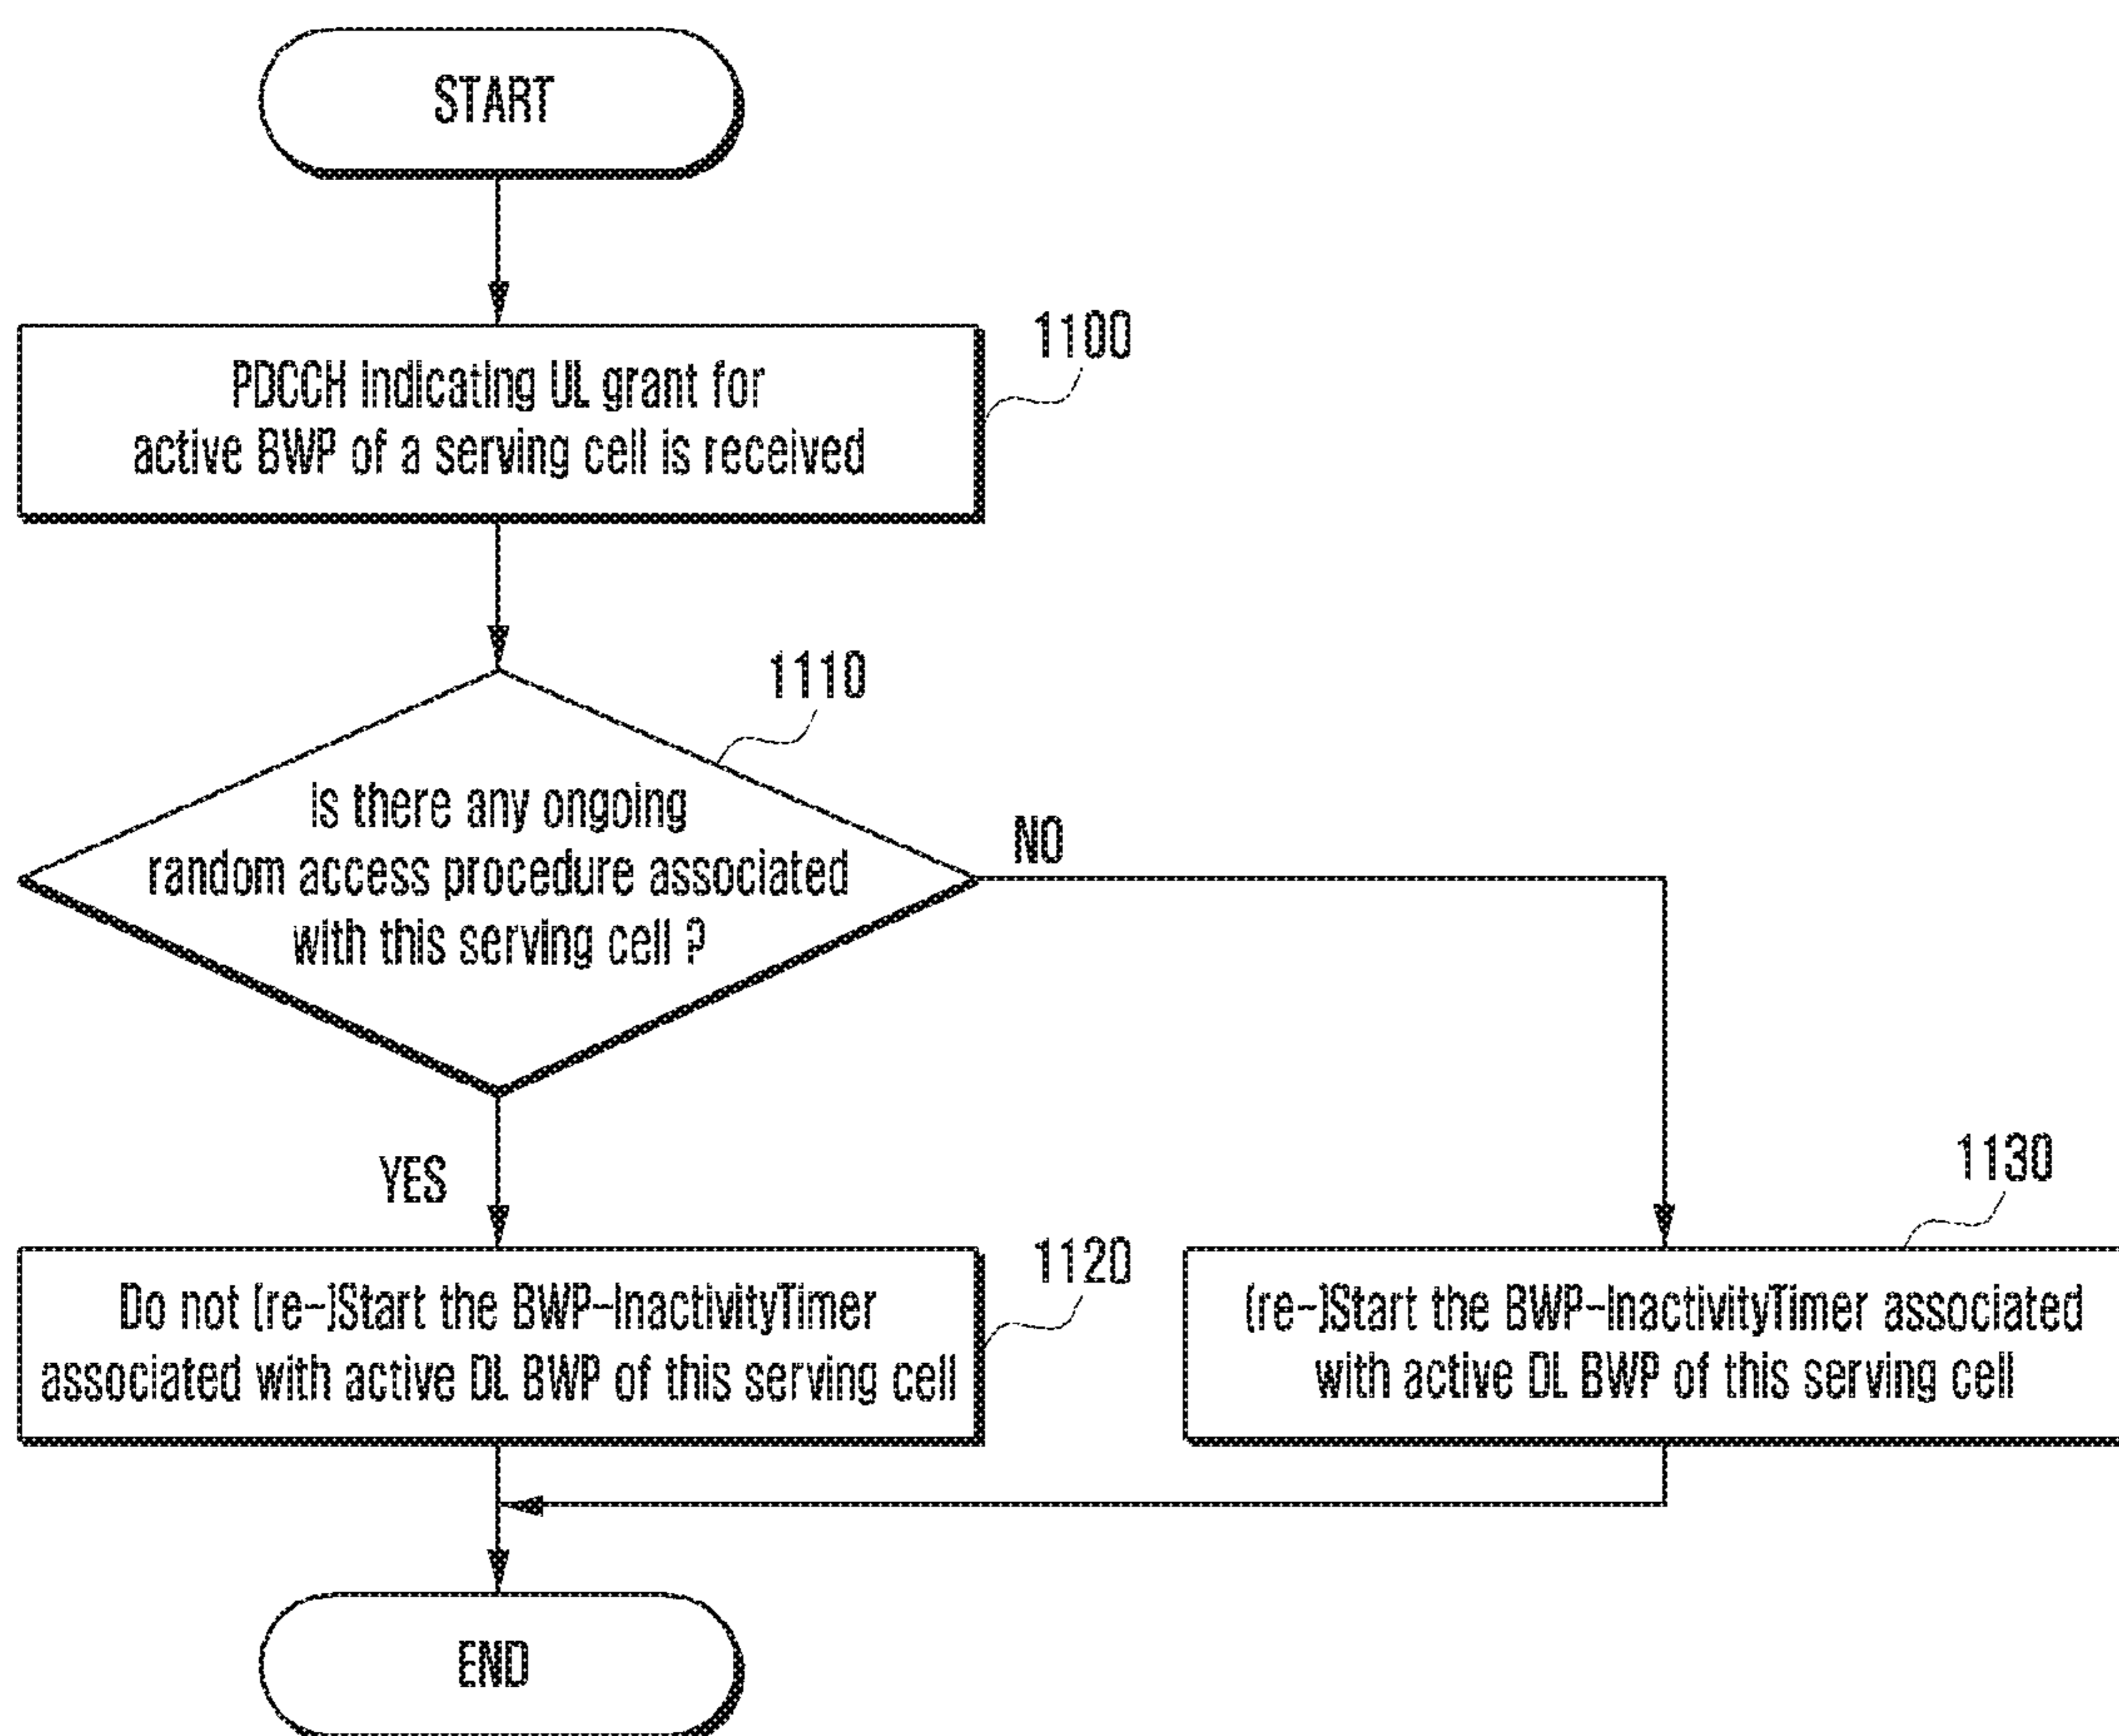 START
1100
PDCCH indicating UL grant for
active BWP of a serving cell is received
1110
is there any ongoing
random access procedure associated
with this serving cell ?
NO
YES
1120
Do not (re-)Start the BWP-InactivityTimer
associated with active DL BWP of this serving cell
1130
(re-)Start the BWP-InactivityTimer associated
with active DL BWP of this serving cell
END